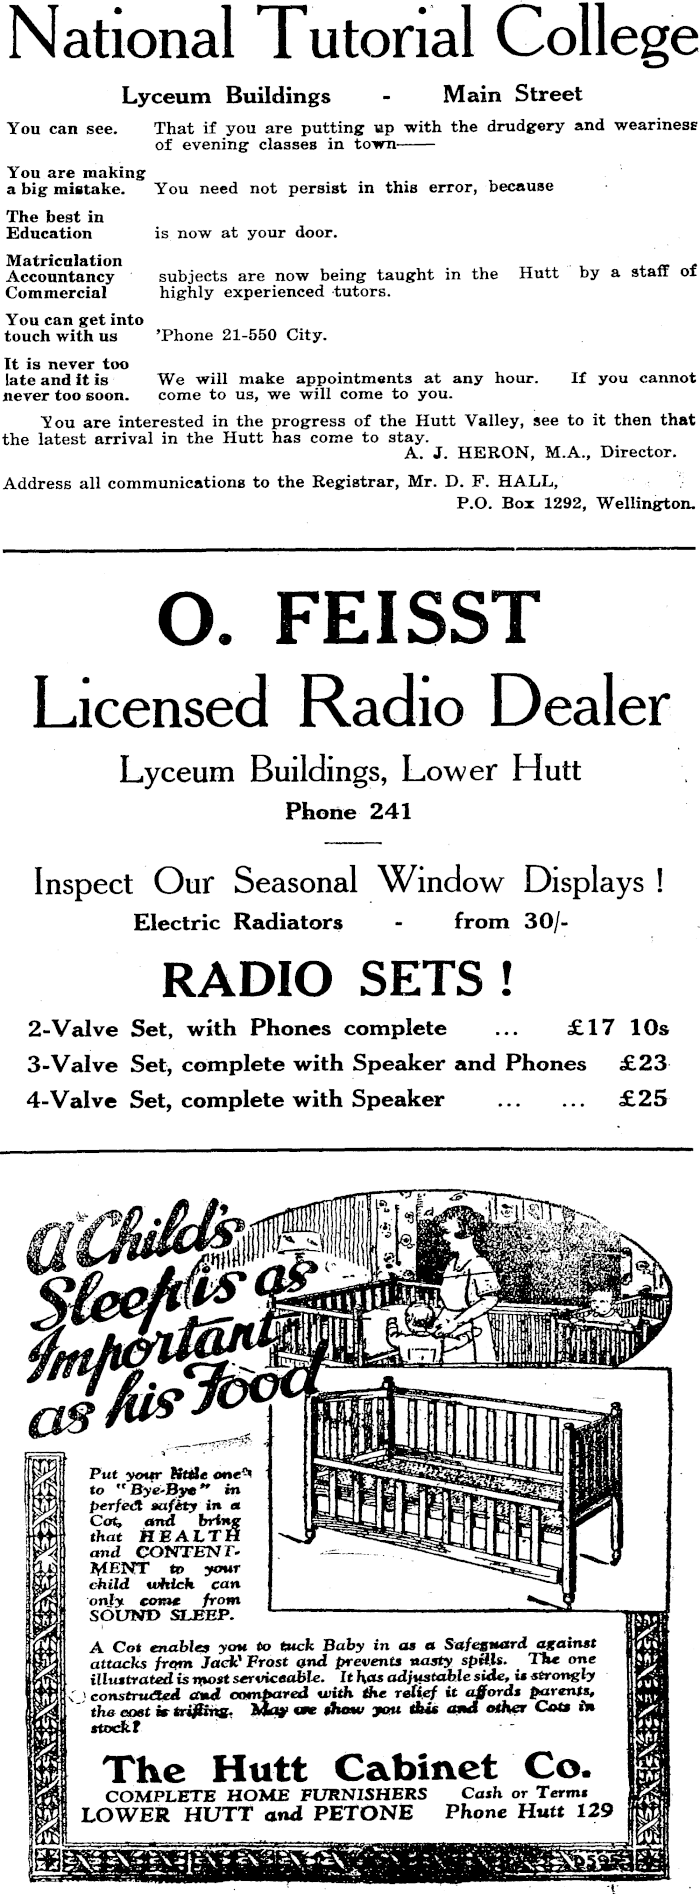 National Tutorial College
Lyceum Buildings - Main Street
You can see. That if you are putting up with the drudgery and weariness
of evening classes in town——
You are making
a big mistake. You need not persist in this error, because
The best in
Education is now at your door.
Matriculation
Accountancy subjects are now being taught in the Hutt by a staff of
Commercial highly experienced tutors.
You can get into
touch with us 'Phone 21-550 City.
It is never too
late and it is We will make appointments at any hour. If you cannot
never too soon. come to us, we will come to you.
You are interested in the progress of the Hutt Valley, see to it then that
the latest arrival in the Hutt has come to stay.
A. J. HERON, M.A., Director.
Address all communications to the Registrar, Mr. D. F. HALL,
P.O. Box 1292, Wellington.
O. FEISST
Licensed Radio Dealer
Lyceum Buildings, Lower Hutt
Phone 241
Inspect Our Seasonal Window Displays !
Electric Radiators - from 30/-
RADIO SETS !
2-Valve Set, with Phones complete ... £17 10s
3-Valve Set, complete with Speaker and Phones £23
4-Valve Set, complete with Speaker ... ... £25
A Child's
Sleep is as
Important
as his Food
Put your little one
to "Bye-Bye" in
perfect safety in a
Cot, and bring
that HEALTH
and CONTENT-
MENT to your
child which can
only come from
SOUND SLEEP.
A Cot enables you to tuck Baby in as a Safeguard against
attacks from Jack Frost and prevents nasty spills. The one
illustrated is most serviceable. It has adjustable side, is strongly
constructed and compared with the relief it affords parents,
the cost is trifling. May we show you this and other Cots in
stock?
The Hutt Cabinet Co.
COMPLETE HOME FURNISHERS Cash or Terms
LOWER HUTT and PETONE Phone Hutt 129